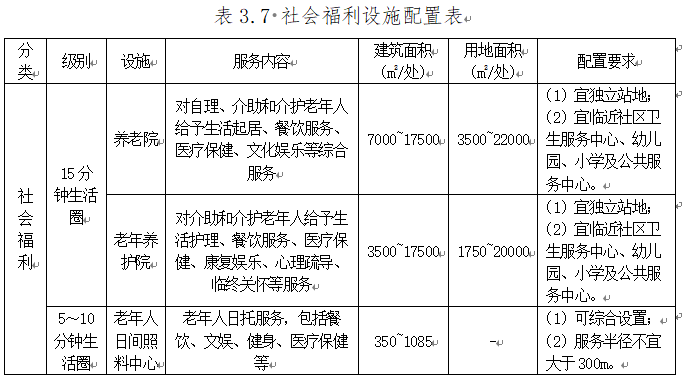 表 3.7 社会福利设施配置表
分类
级别
设施
服务内容
建筑面积
(㎡/处)
用地面积
(㎡/处)
配置要求
社会福利
15分
钟生活
圈
养老院
对自理、介助和介护老年人
给予生活起居、餐饮服务、
医疗保健、文化娱乐等综合
服务
7000~17500
3500~22000
（1）宜独立站地；
（2）宜临近社区卫
生服务中心、幼儿
园、小学及公共服
务中心。
老年养
护院
对介助和介护老年人给予生
活护理、餐饮服务、医疗保
健、康复娱乐、心理疏导、
临终关怀等服务
3500~17500
1750~20000
（1）宜独立站地；
（2）宜临近社区卫
生服务中心、幼儿
园、小学及公共服
务中心。
5～10
分钟生
活圈
老年人
日间照
料中心
老年人日托服务，包括餐
饮、文娱、健身、医疗保健
等
350~1085
-
（1）可综合设置；
（2）服务半径不宜
大于300m。